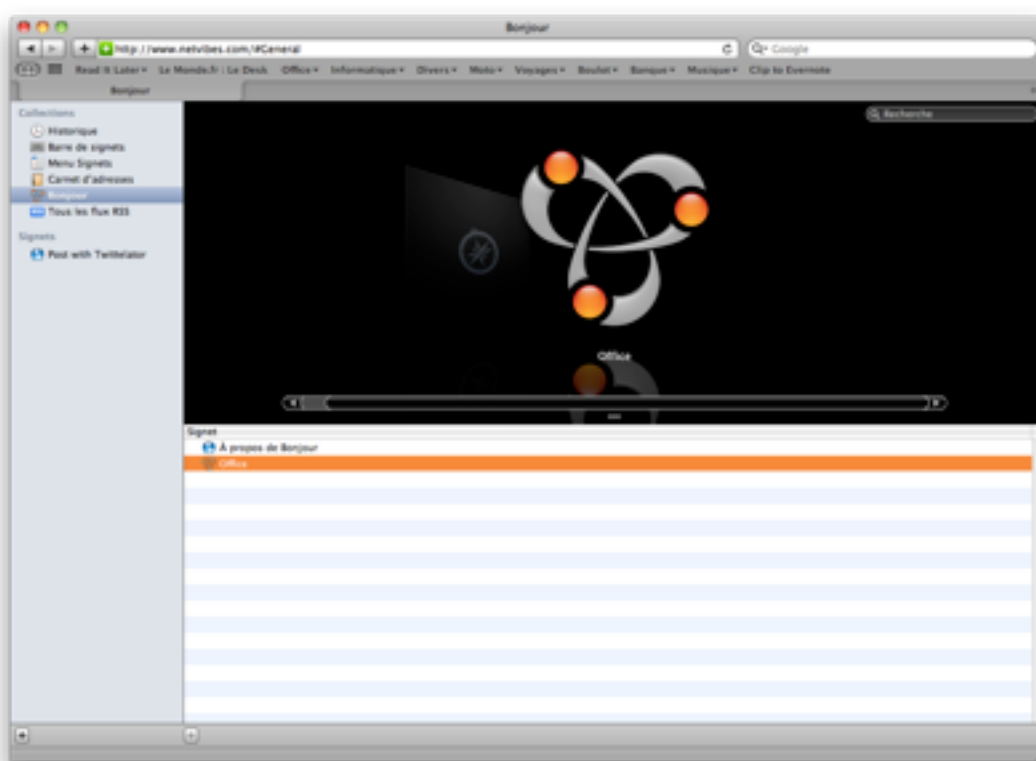 Bonjour
http://www.netvibes.com/#General
Google
Read It Later Le Monde.fr : Le Desk Office Informatique Divers Moto Voyages Boulot Banque Musique Clip to Evernote
Bonjour
Collections
Historique
Barre de signets
Menu Signets
Carnet d'adresses
Bonjour
Tous les flux RSS
Signets
Post with Twittelator
Recherche
Office
Signet
À propos de Bonjour
Office